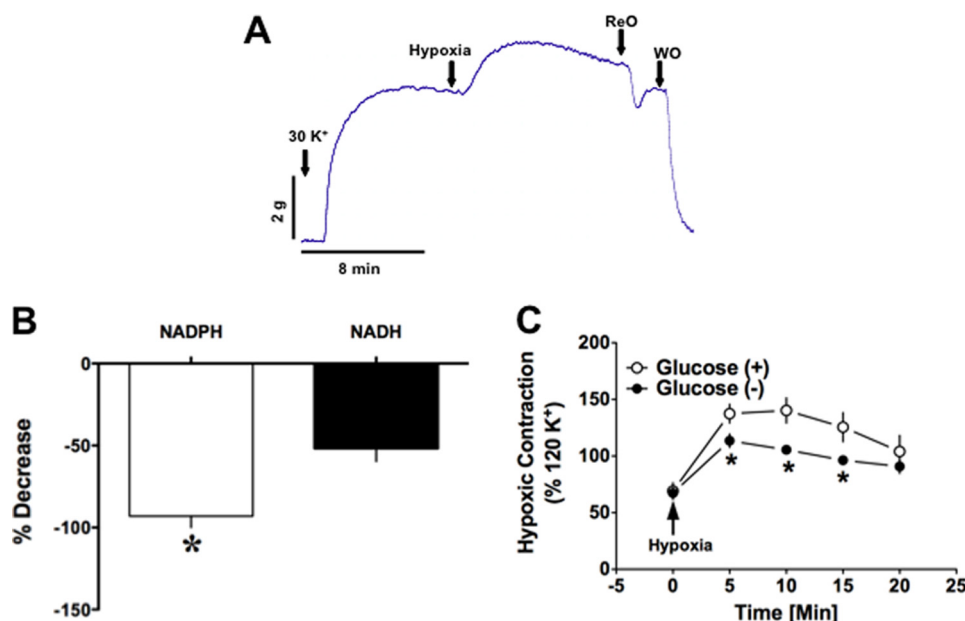 A
30 K+
2 g
8 min
Hypoxia
ReO
WO
B
NADPH
NADH
% Decrease
0
-50
-100
-150
*
C
Hypoxic Contraction
(% 120 K+)
200
150
100
50
0
Glucose (+)
Glucose (-)
* * *
Hypoxia
-5 0 5 10 15 20 25
Time [Min]